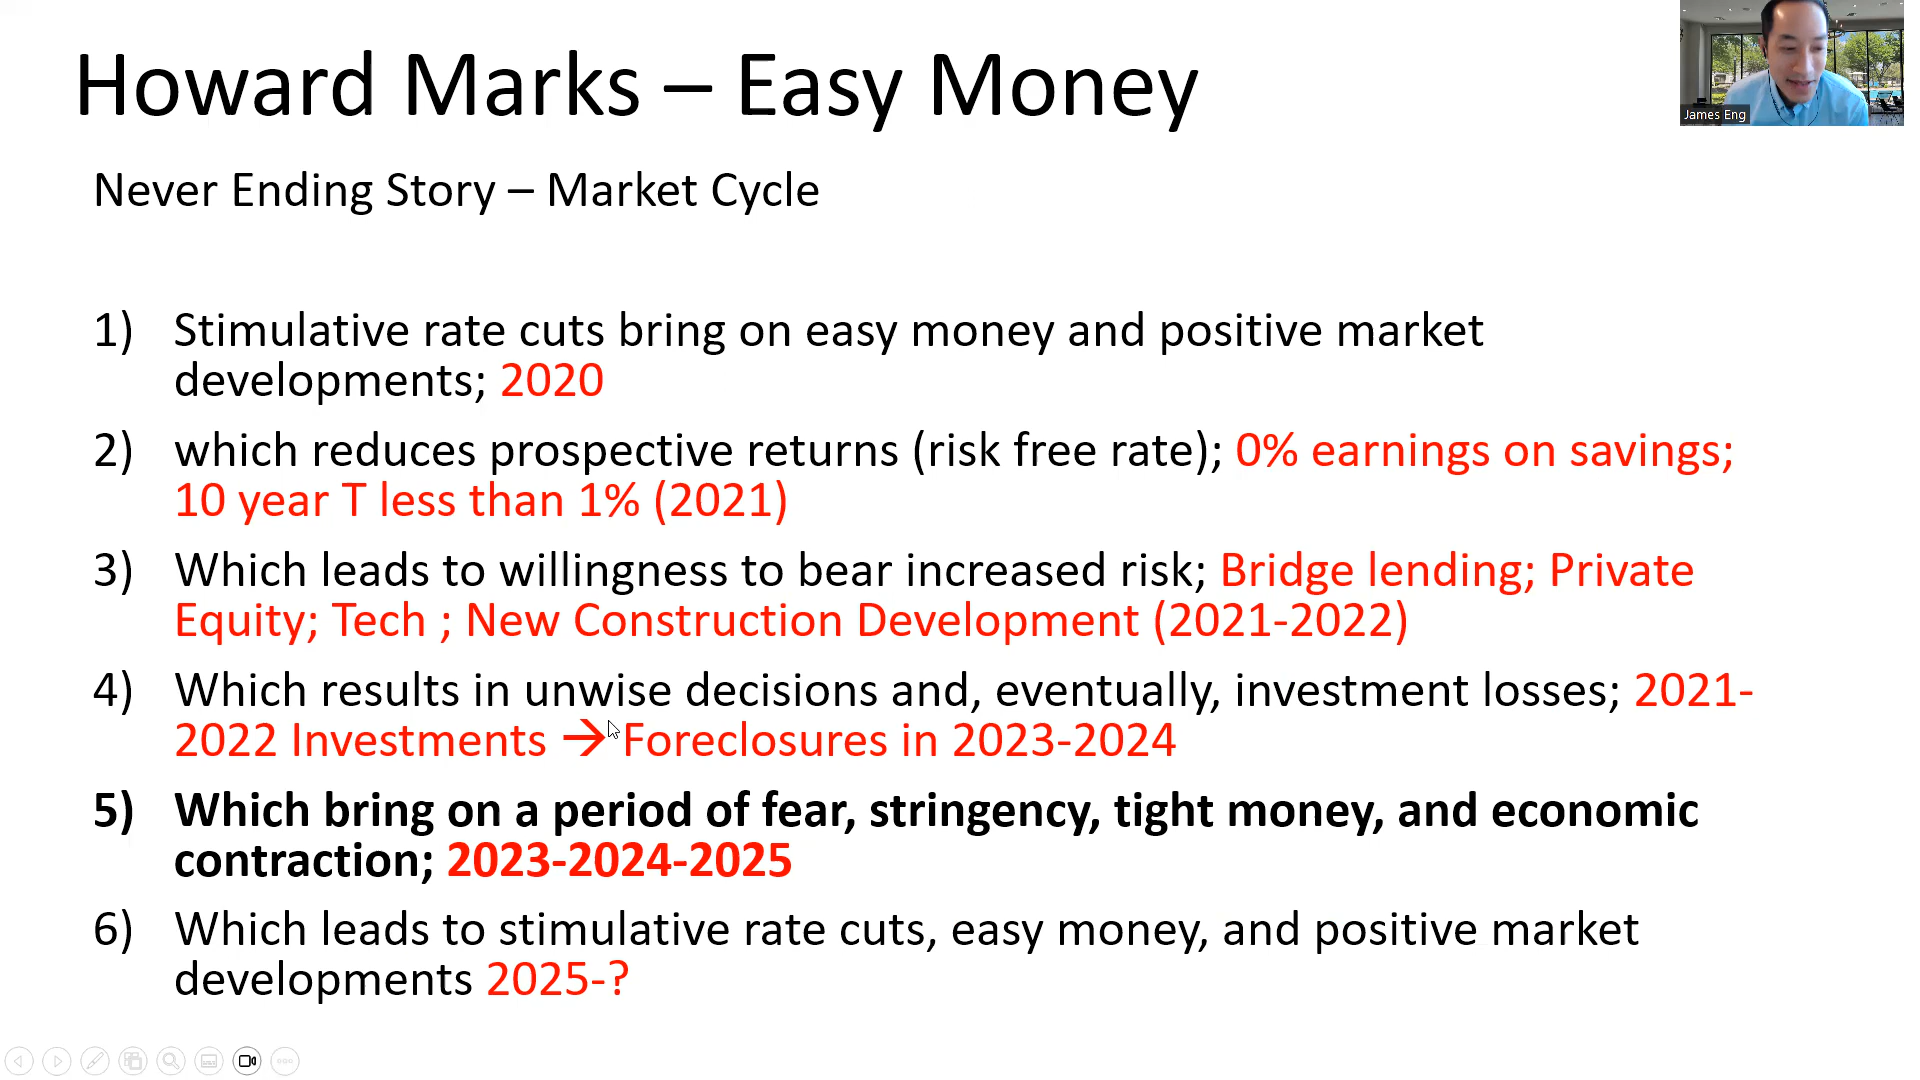 Howard Marks – Easy Money
James Eng
Never Ending Story – Market Cycle
1) Stimulative rate cuts bring on easy money and positive market
developments; 2020
2) which reduces prospective returns (risk free rate); 0% earnings on savings;
10 year T less than 1% (2021)
3) Which leads to willingness to bear increased risk; Bridge lending; Private
Equity; Tech ; New Construction Development (2021-2022)
4) Which results in unwise decisions and, eventually, investment losses; 2021-
2022 Investments → Foreclosures in 2023-2024
5) Which bring on a period of fear, stringency, tight money, and economic
contraction; 2023-2024-2025
6) Which leads to stimulative rate cuts, easy money, and positive market
developments 2025-?